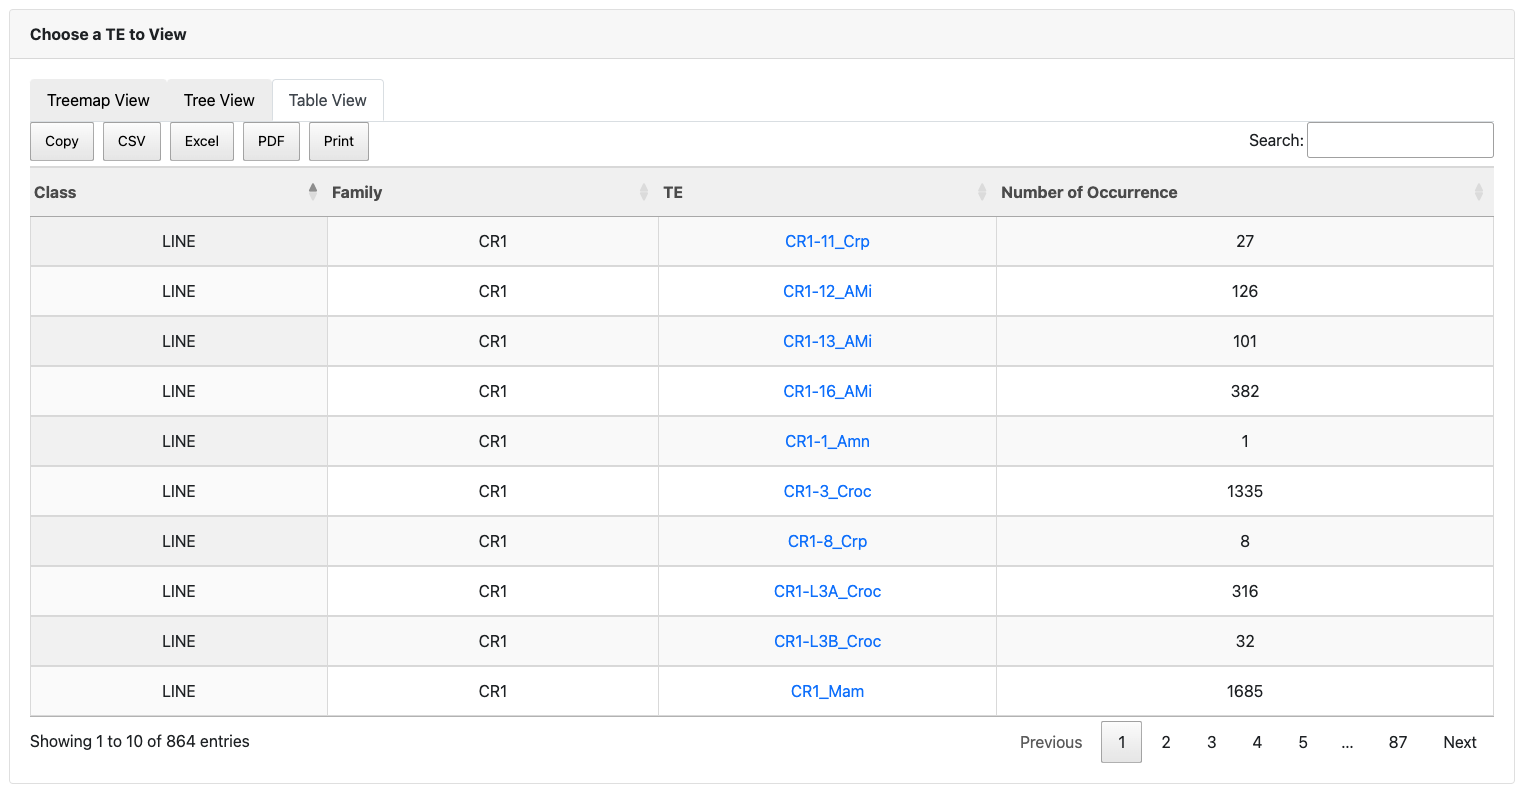 Choose a TE to View
Treemap View Tree View Table View
Copy CSV Excel PDF Print Search:
Class Family TE Number of Occurrence
LINE CR1 CR1-11_Crp 27
LINE CR1 CR1-12_AMi 126
LINE CR1 CR1-13_AMi 101
LINE CR1 CR1-16_AMi 382
LINE CR1 CR1-1_Amn 1
LINE CR1 CR1-3_Croc 1335
LINE CR1 CR1-8_Crp 8
LINE CR1 CR1-L3A_Croc 316
LINE CR1 CR1-L3B_Croc 32
LINE CR1 CR1_Mam 1685
Showing 1 to 10 of 864 entries Previous 1 2 3 4 5 ... 87 Next